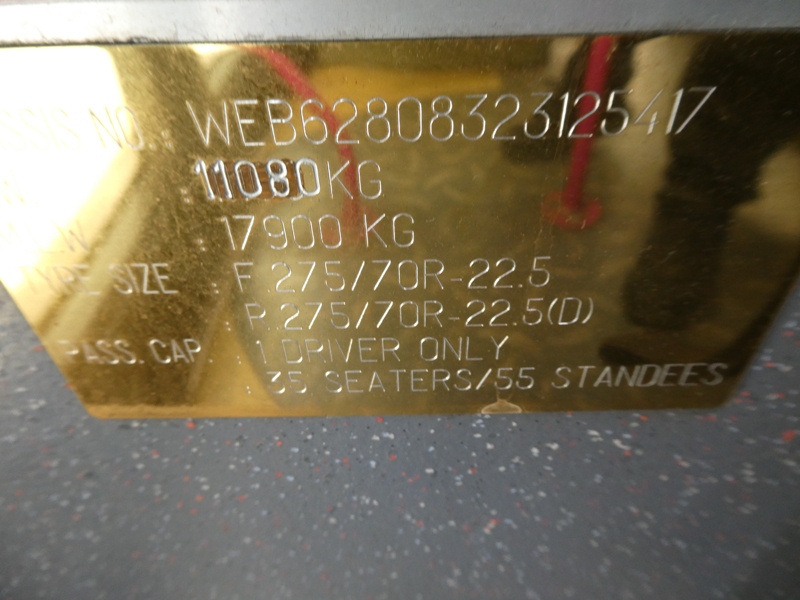 SSIS NO. : WEB62808323125417
: 11080KG
W : 17900 KG
TYPE SIZE : F.275/70R-22.5
: R.275/70R-22.5(D)
PASS. CAP. : 1 DRIVER ONLY
: 35 SEATERS/55 STANDEES